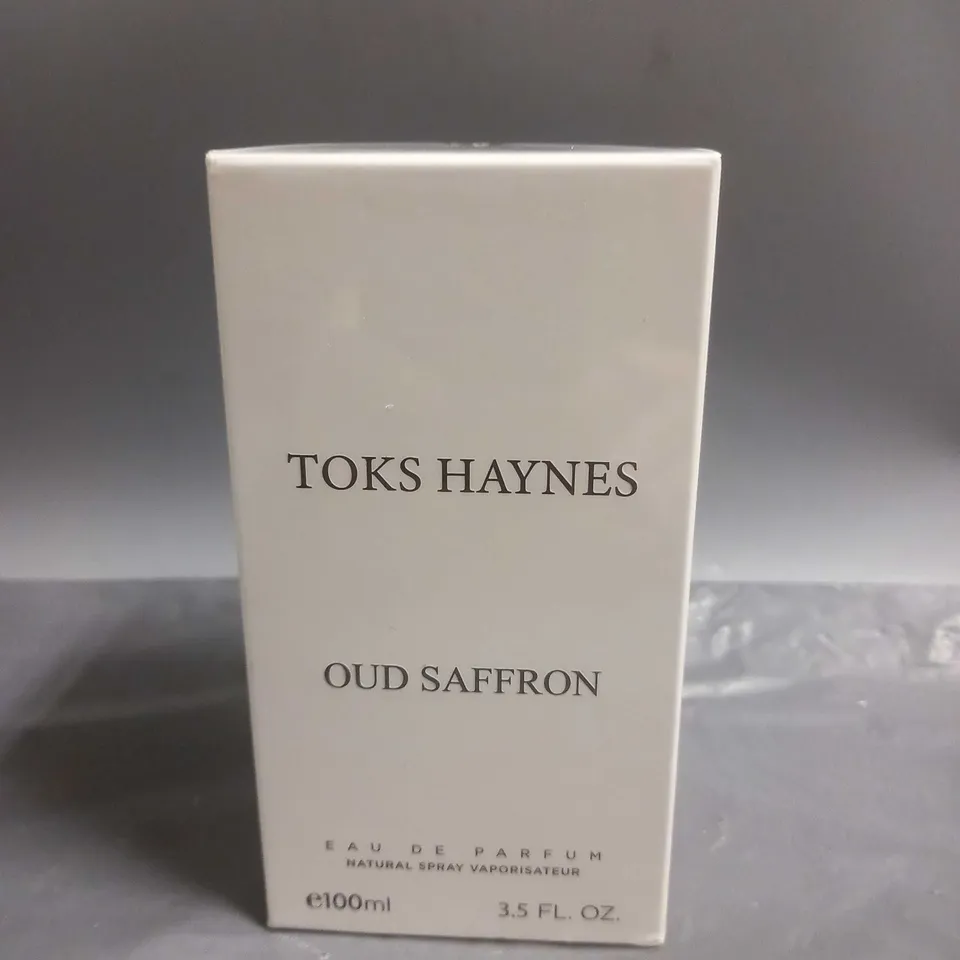 TOKS HAYNES
OUD SAFFRON
EAU DE PARFUM
NATURAL SPRAY VAPORISATEUR
℮100ml
3.5 FL. OZ.